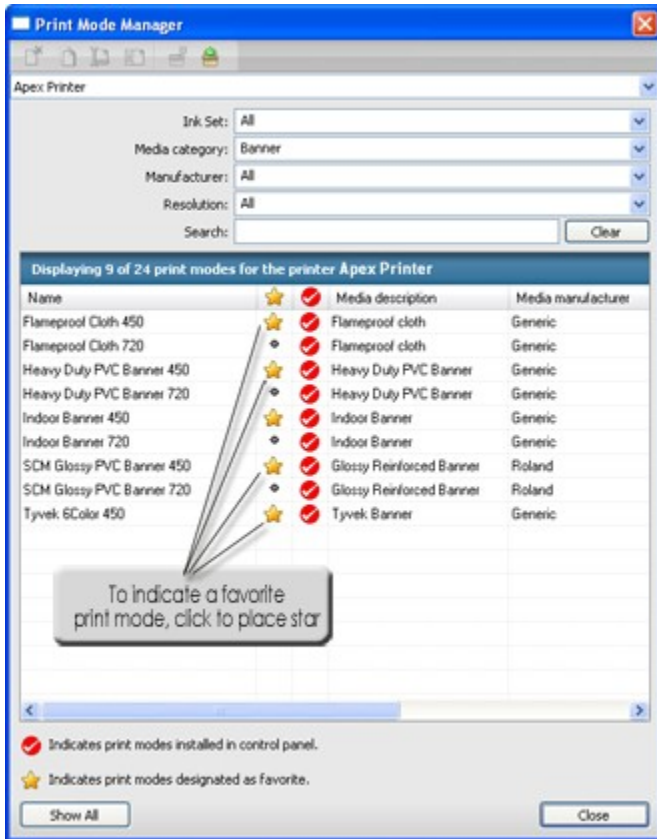 Print Mode Manager
Apex Printer
Ink Set: All
Media category: Banner
Manufacturer: All
Resolution: All
Search: Clear
Displaying 9 of 24 print modes for the printer Apex Printer
Name Media description Media manufacturer
Flameproof Cloth 450 Flameproof cloth Generic
Flameproof Cloth 720 Flameproof cloth Generic
Heavy Duty PVC Banner 450 Heavy Duty PVC Banner Generic
Heavy Duty PVC Banner 720 Heavy Duty PVC Banner Generic
Indoor Banner 450 Indoor Banner Generic
Indoor Banner 720 Indoor Banner Generic
SCM Glossy PVC Banner 450 Glossy Reinforced Banner Roland
SCM Glossy PVC Banner 720 Glossy Reinforced Banner Roland
Tyvek 6Color 450 Tyvek Banner Generic
To indicate a favorite
print mode, click to place star
Indicates print modes installed in control panel.
Indicates print modes designated as favorite.
Show All Close